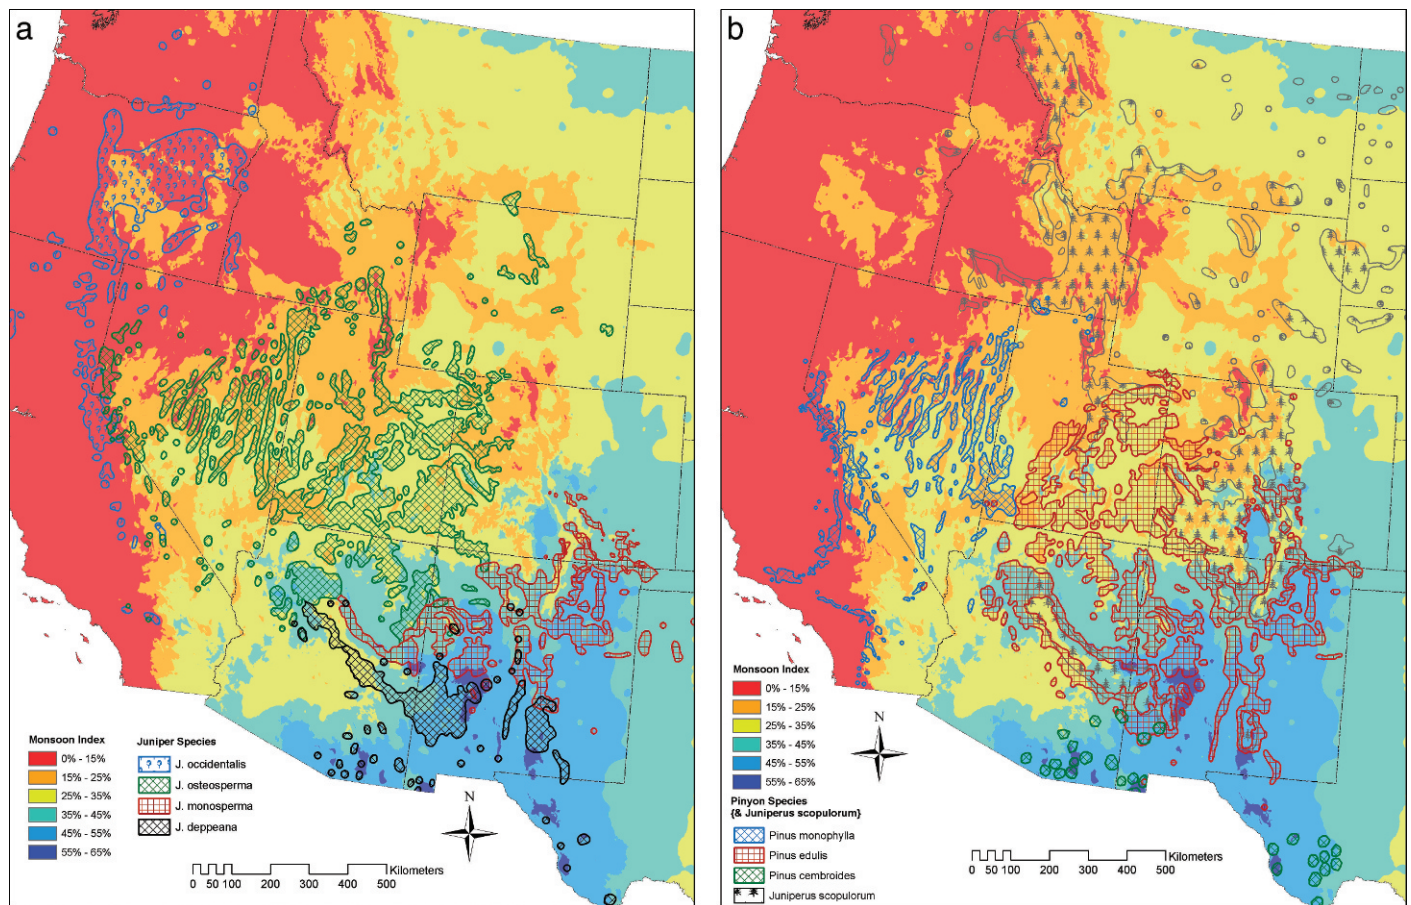 a
Monsoon Index
0% - 15%
15% - 25%
25% - 35%
35% - 45%
45% - 55%
55% - 65%
Juniper Species
J. occidentalis
J. osteosperma
J. monosperma
J. deppeana
N
Kilometers
0 50 100 200 300 400 500
b
Monsoon Index
0% - 15%
15% - 25%
25% - 35%
35% - 45%
45% - 55%
55% - 65%
Pinyon Species
{& Juniperus scopulorum}
Pinus monophylla
Pinus edulis
Pinus cembroides
Juniperus scopulorum
N
Kilometers
0 50 100 200 300 400 500